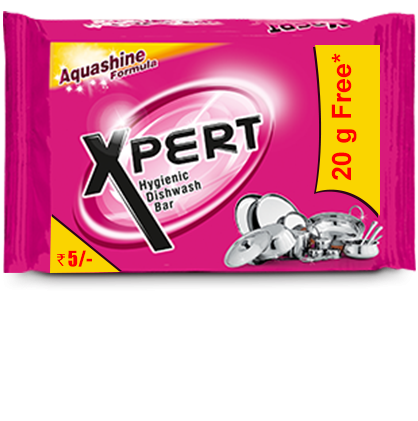 Aquashine
Formula
XPERT
Hygienic
Dishwash
Bar
20 g Free*
₹5/-